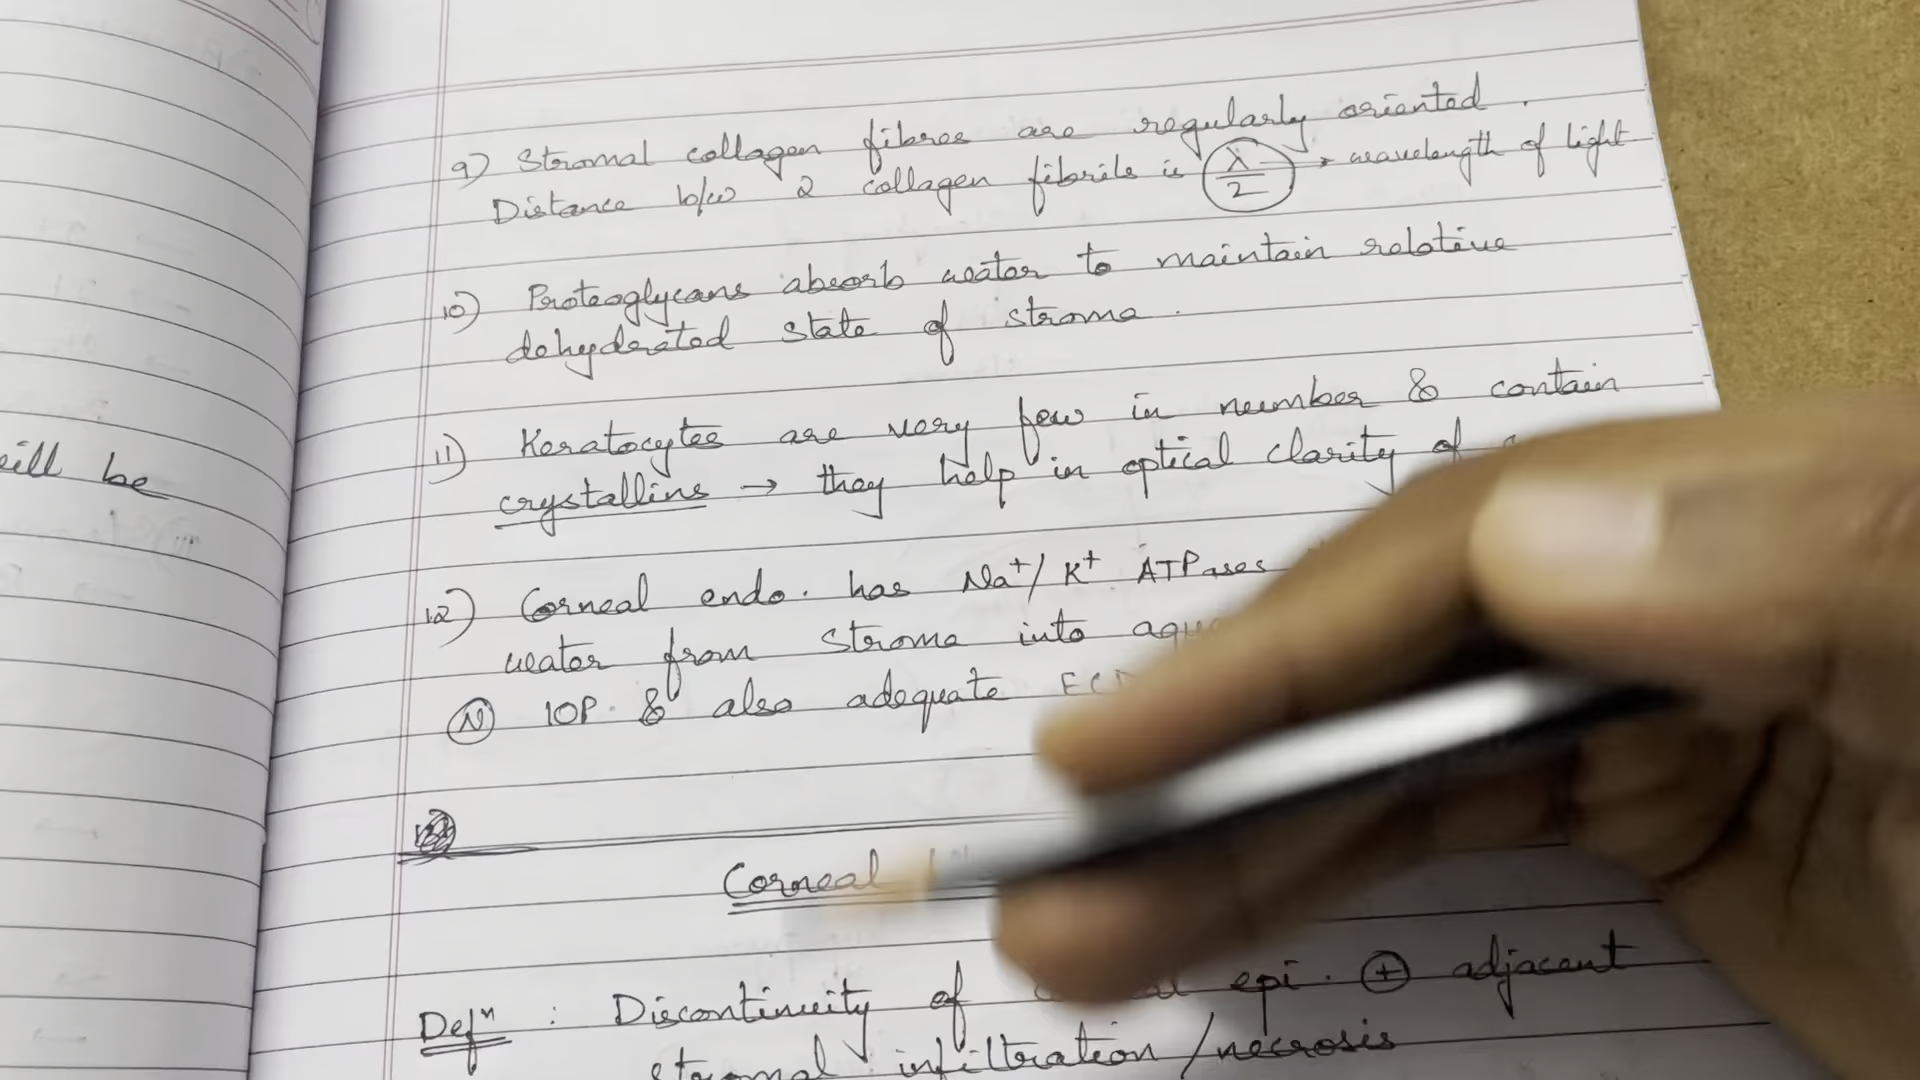 eill be
9) Stromal collagen fibres are regularly oriented.
Distance b/w 2 collagen fibrils is λ/2 → wavelength of light
10) Proteoglycans absorb water to maintain relative
dehyderated state of stroma.
11) Keratocytes are very few in number & contain
crystallins → they help in optical clarity of
12) Corneal endo. has Na⁺/K⁺ ATPases
water from stroma into
(N) IOP. & also adequate
Corneal
Defⁿ : Discontinuity of epi. ⊕ adjacent
stromal infiltration/necrosis